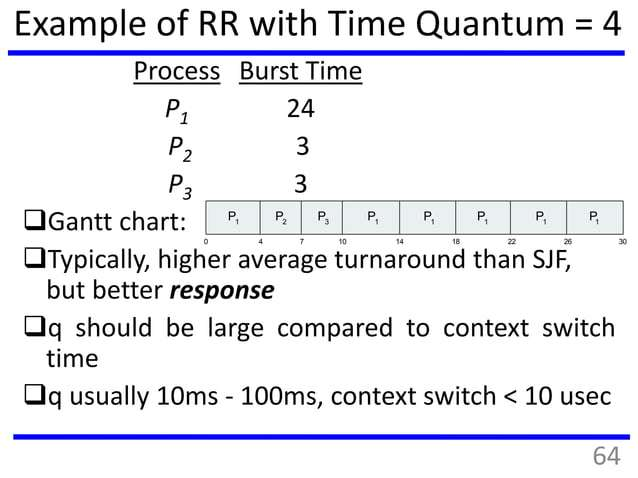 Example of RR with Time Quantum = 4
Process Burst Time
P1 24
P2 3
P3 3
❑Gantt chart:
P1 P2 P3 P1 P1 P1 P1 P1
0 4 7 10 14 18 22 26 30
❑Typically, higher average turnaround than SJF,
but better response
❑q should be large compared to context switch
time
❑q usually 10ms - 100ms, context switch < 10 usec
64